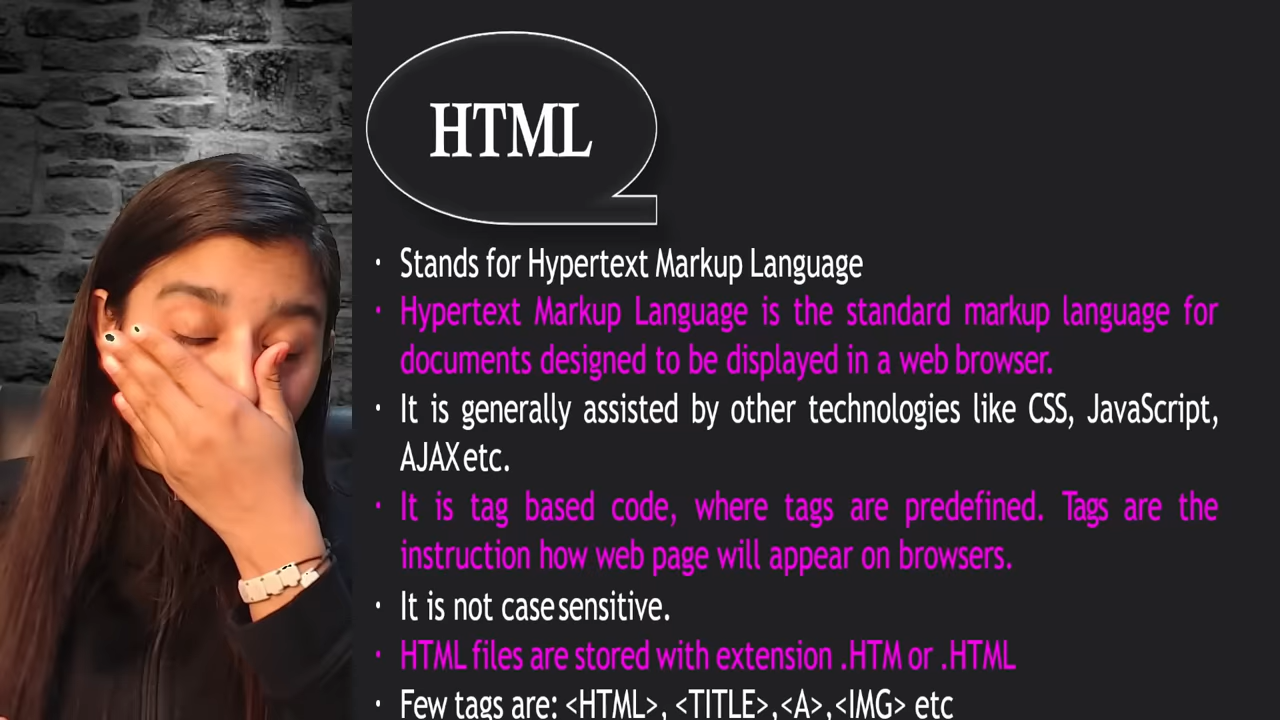 HTML
• Stands for Hypertext Markup Language
• Hypertext Markup Language is the standard markup language for
documents designed to be displayed in a web browser.
• It is generally assisted by other technologies like CSS, JavaScript,
AJAX etc.
• It is tag based code, where tags are predefined. Tags are the
instruction how web page will appear on browsers.
• It is not case sensitive.
• HTML files are stored with extension .HTM or .HTML
• Few tags are: <HTML>, <TITLE>,<A>,<IMG> etc